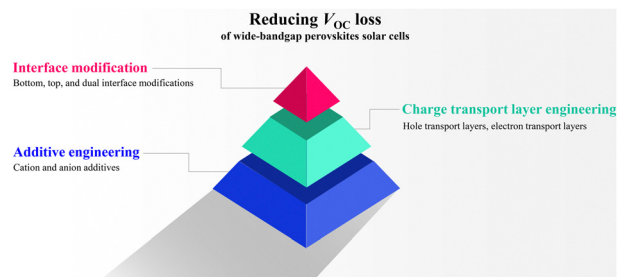 Reducing V_OC loss
of wide-bandgap perovskites solar cells
Interface modification
Bottom, top, and dual interface modifications
Charge transport layer engineering
Hole transport layers, electron transport layers
Additive engineering
Cation and anion additives